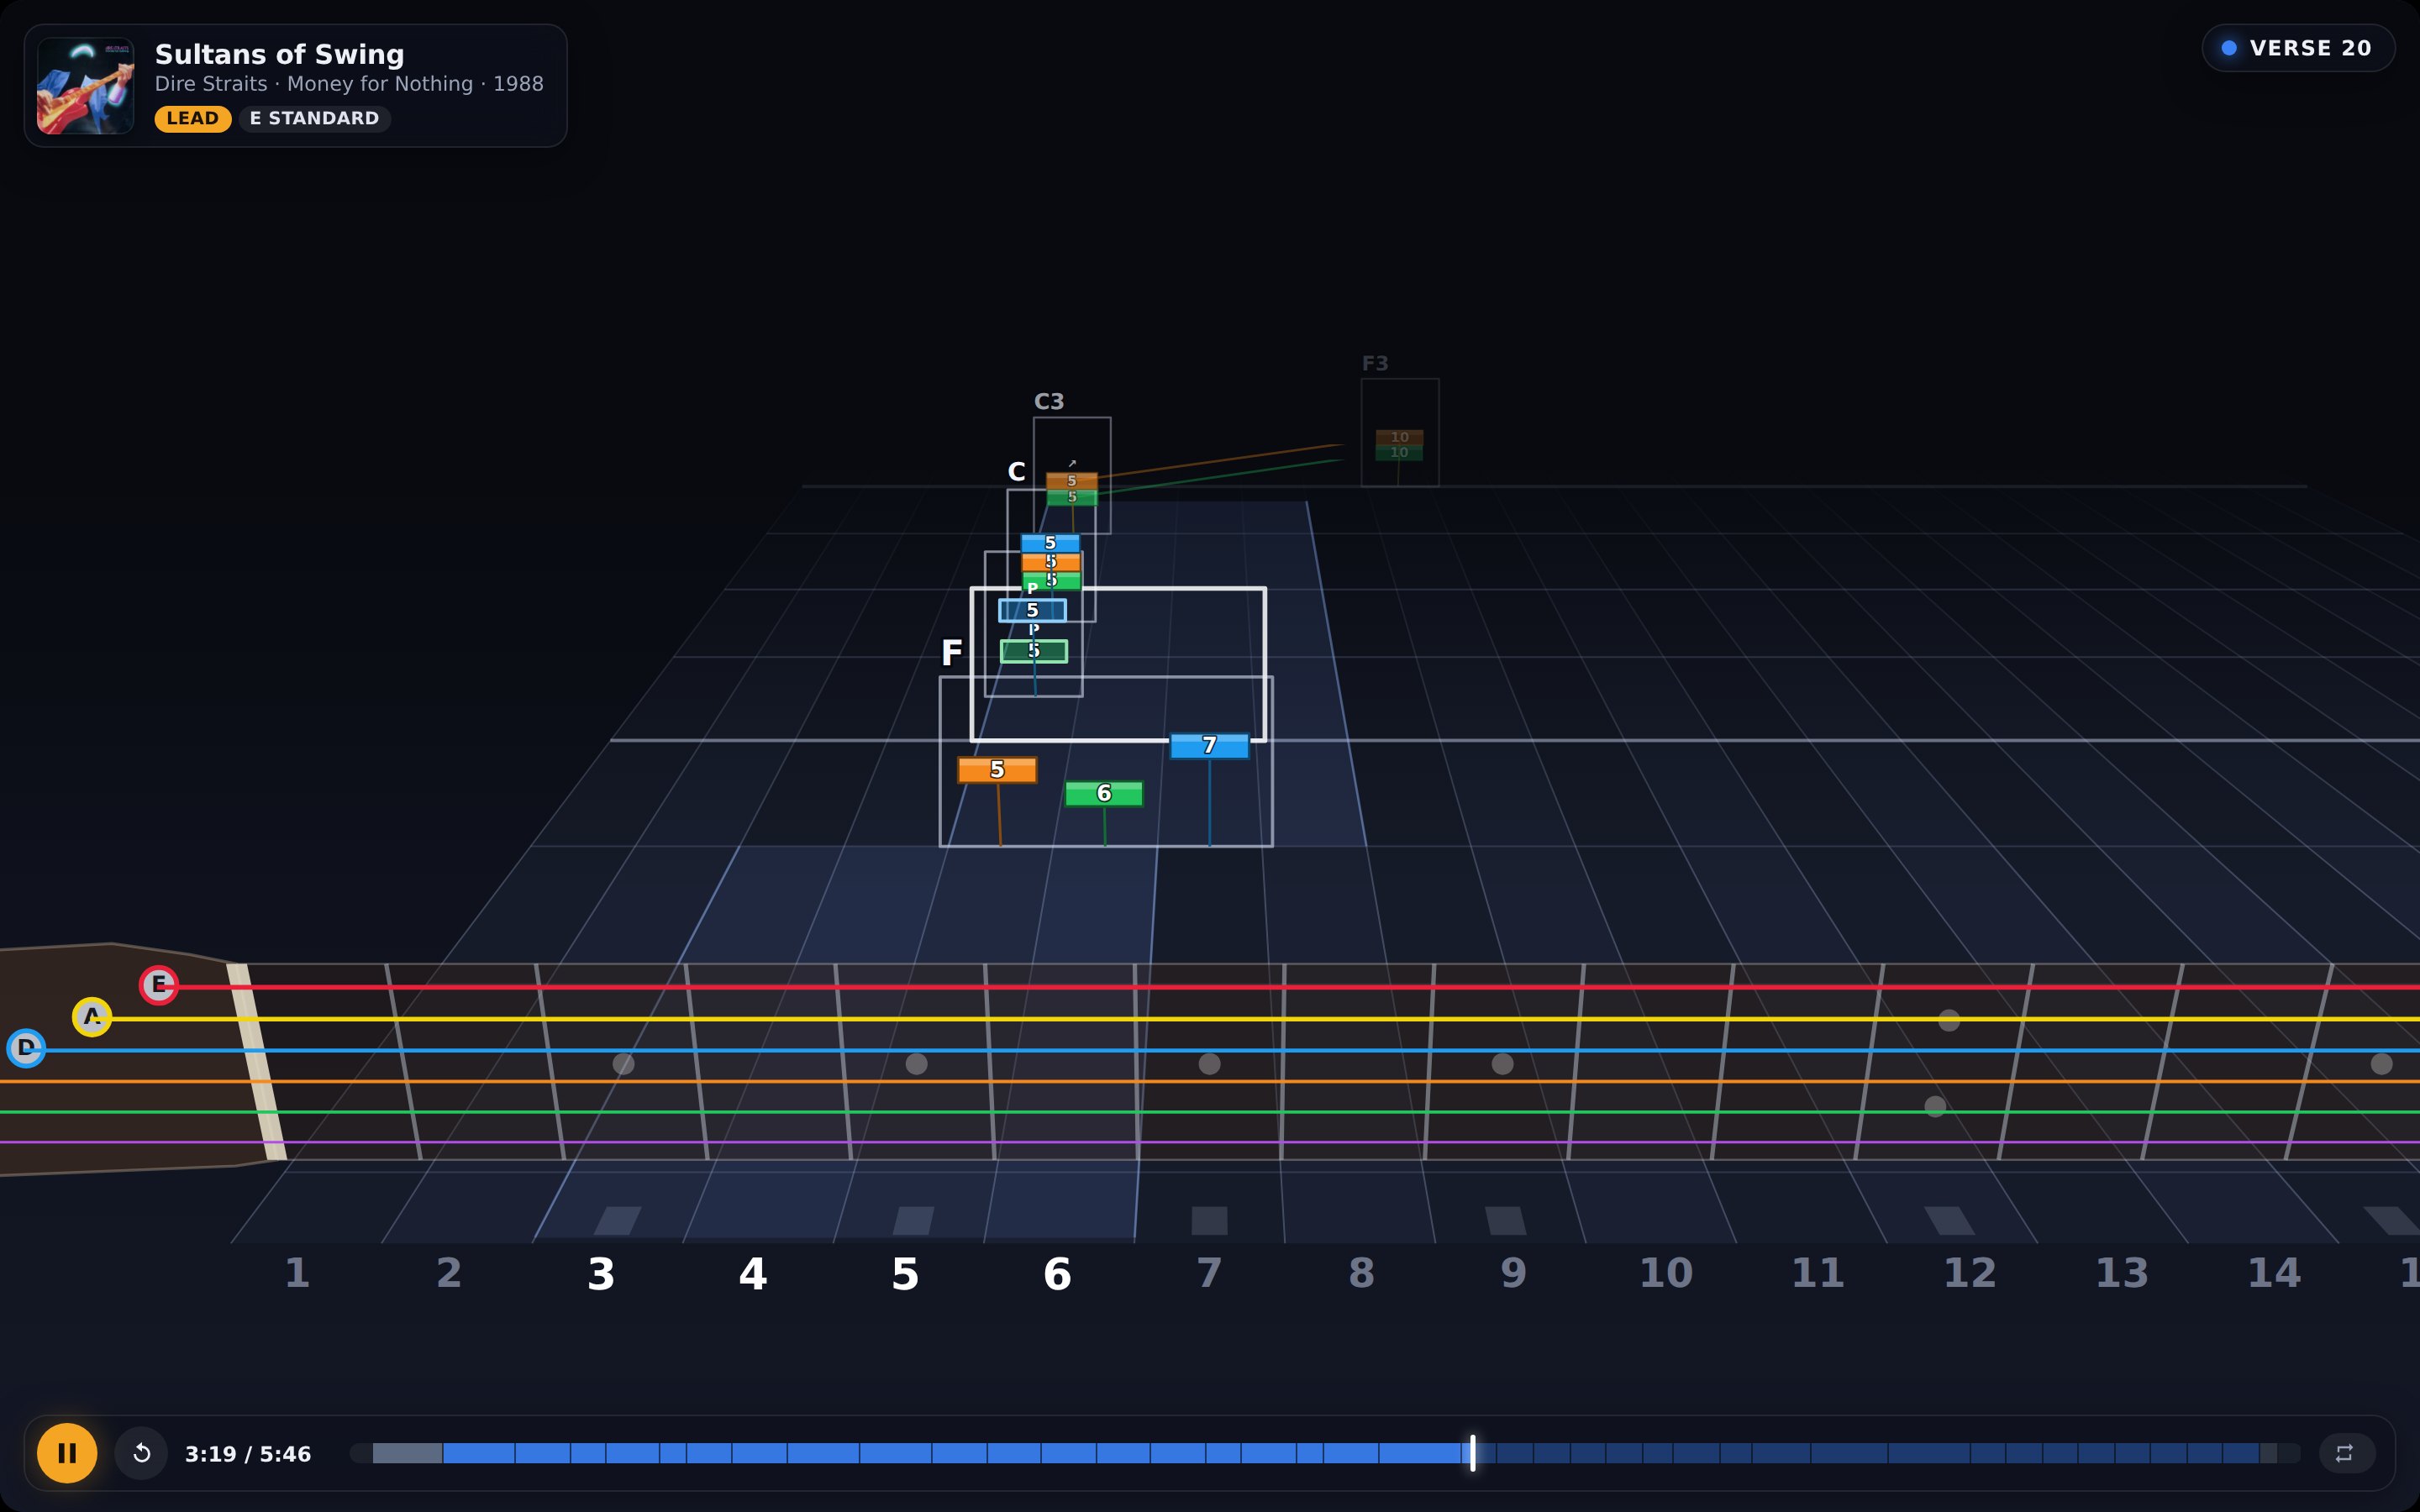 Sultans of Swing
Dire Straits · Money for Nothing · 1988
LEAD E STANDARD
VERSE 20
F3
C3
10
10
C
5
5
5
5
5
P
5
P
5
F
7
5
6
E
A
D
1 2 3 4 5 6 7 8 9 10 11 12 13 14 1
3:19 / 5:46